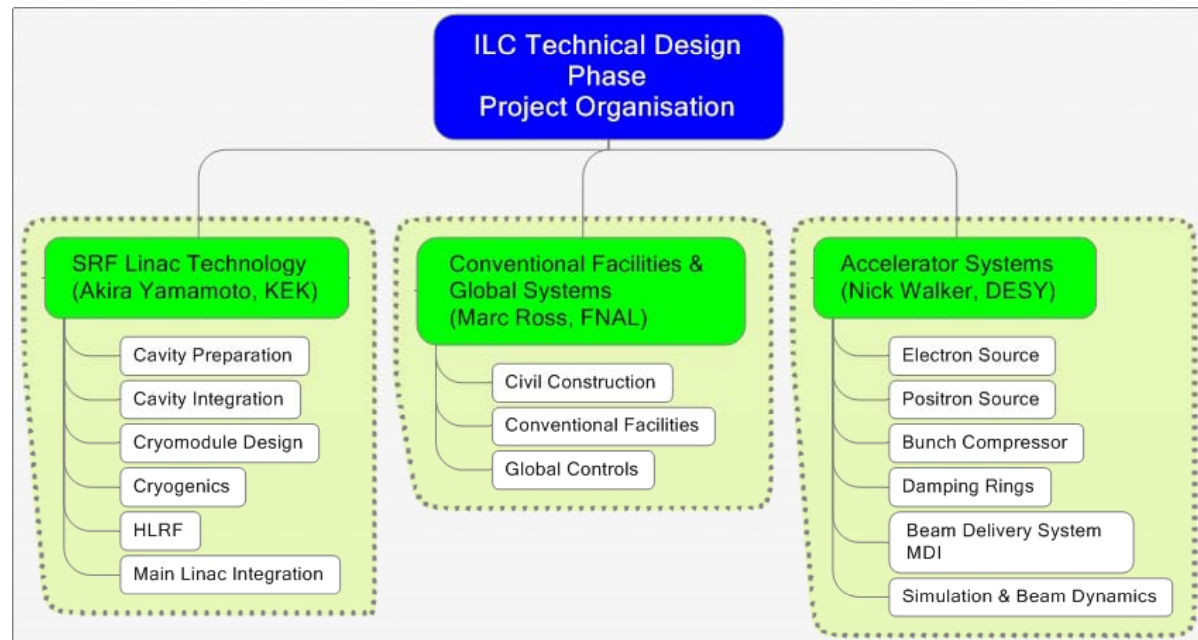 ILC Technical Design
Phase
Project Organisation
SRF Linac Technology
(Akira Yamamoto, KEK)
Cavity Preparation
Cavity Integration
Cryomodule Design
Cryogenics
HLRF
Main Linac Integration
Conventional Facilities &
Global Systems
(Marc Ross, FNAL)
Civil Construction
Conventional Facilities
Global Controls
Accelerator Systems
(Nick Walker, DESY)
Electron Source
Positron Source
Bunch Compressor
Damping Rings
Beam Delivery System
MDI
Simulation & Beam Dynamics